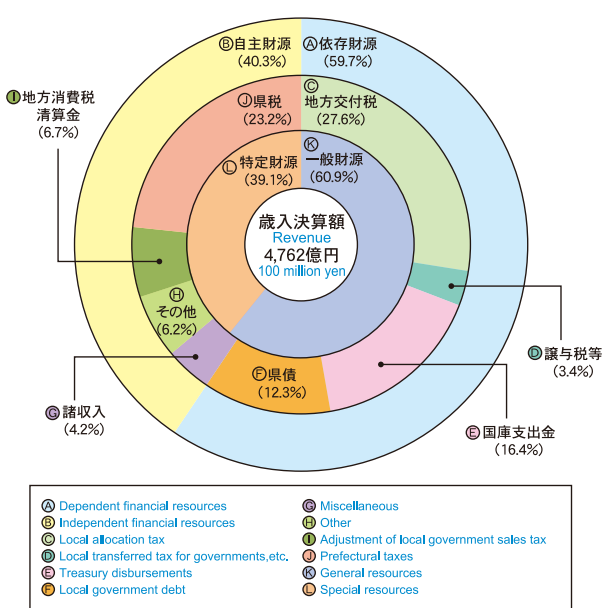 Ⓑ自主財源
(40.3%)
Ⓐ依存財源
(59.7%)
Ⓘ地方消費税
清算金
(6.7%)
Ⓙ県税
(23.2%)
Ⓒ
地方交付税
(27.6%)
Ⓛ特定財源
(39.1%)
Ⓚ
一般財源
(60.9%)
歳入決算額
Revenue
4,762億円
100 million yen
Ⓗ
その他
(6.2%)
Ⓓ譲与税等
(3.4%)
Ⓕ県債
(12.3%)
Ⓖ諸収入
(4.2%)
Ⓔ国庫支出金
(16.4%)
Ⓐ Dependent financial resources
Ⓑ Independent financial resources
Ⓒ Local allocation tax
Ⓓ Local transferred tax for governments,etc.
Ⓔ Treasury disbursements
Ⓕ Local government debt
Ⓖ Miscellaneous
Ⓗ Other
Ⓘ Adjustment of local government sales tax
Ⓙ Prefectural taxes
Ⓚ General resources
Ⓛ Special resources